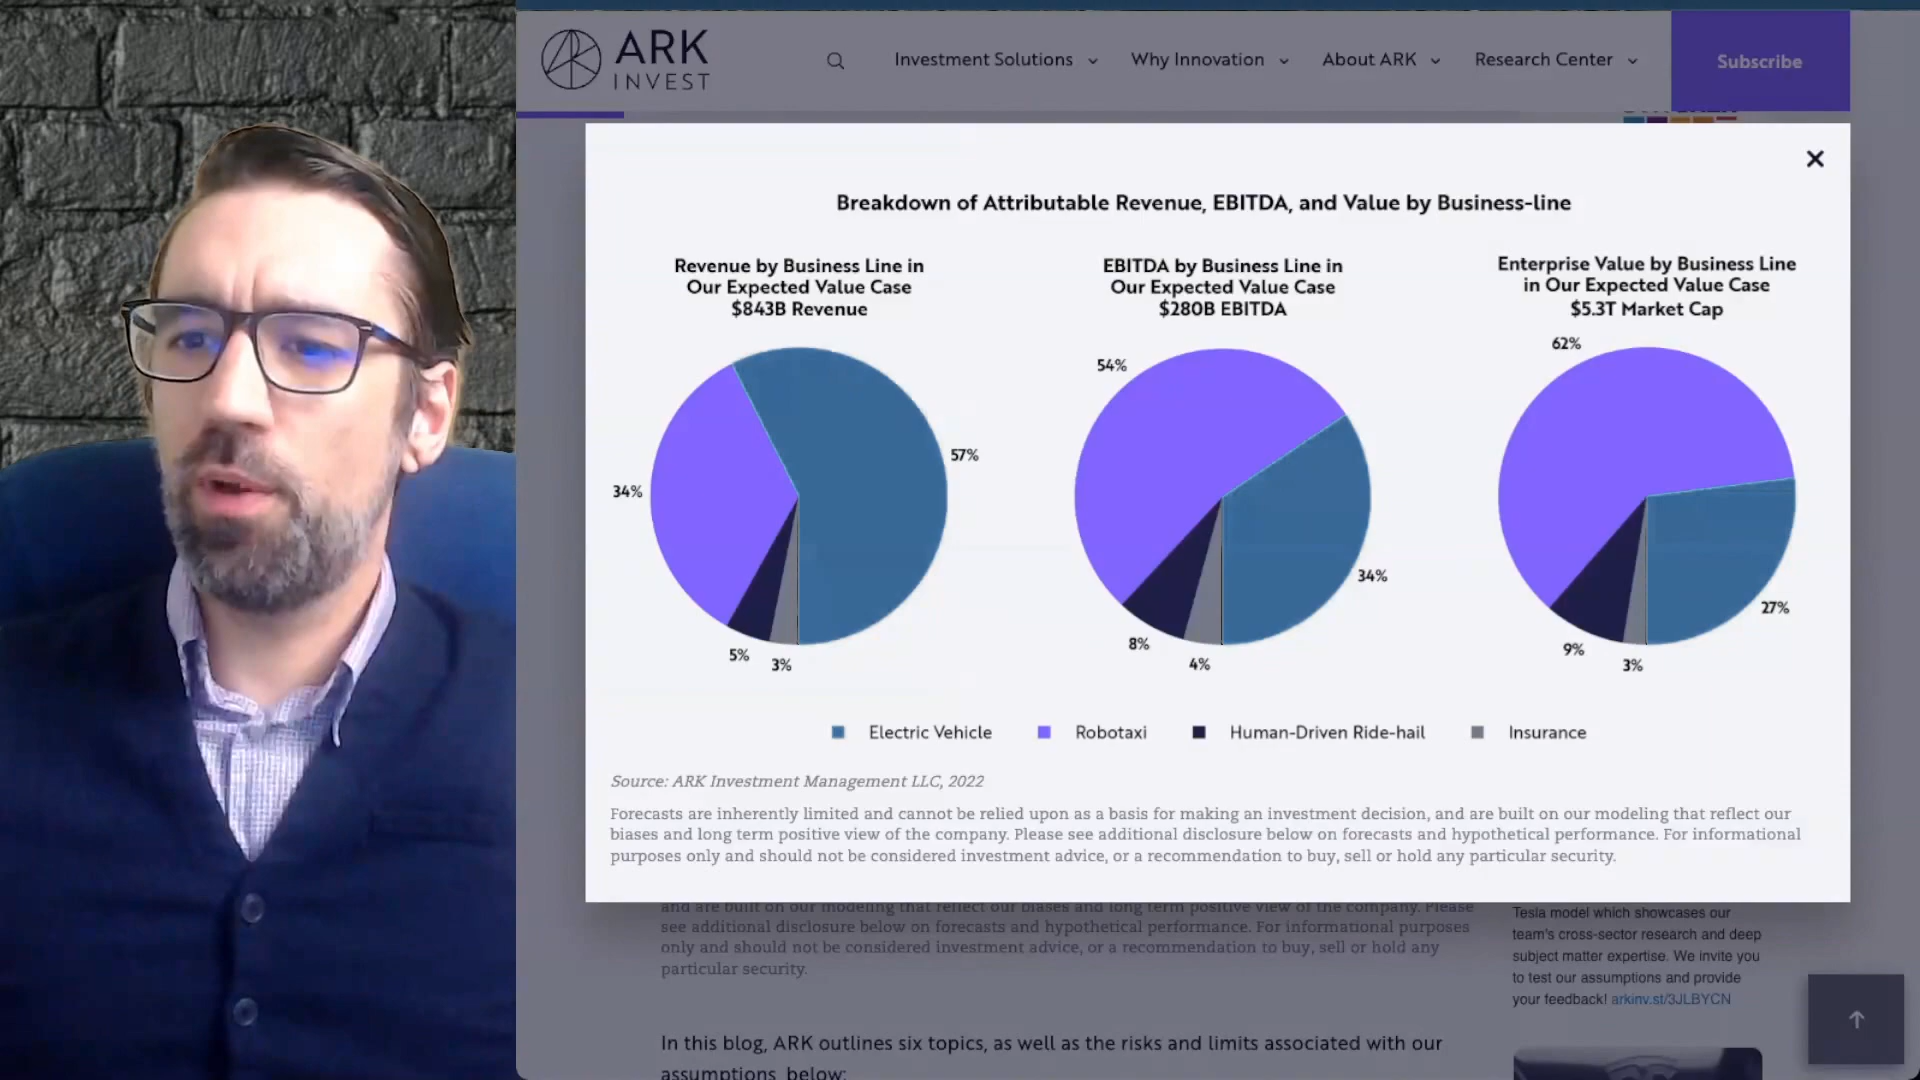 ARK
INVEST
Investment Solutions
Why Innovation
About ARK
Research Center
Subscribe
Breakdown of Attributable Revenue, EBITDA, and Value by Business-line
Revenue by Business Line in
Our Expected Value Case
$843B Revenue
57%
34%
5%
3%
EBITDA by Business Line in
Our Expected Value Case
$280B EBITDA
54%
34%
8%
4%
Enterprise Value by Business Line
in Our Expected Value Case
$5.3T Market Cap
62%
27%
9%
3%
Electric Vehicle
Robotaxi
Human-Driven Ride-hail
Insurance
Source: ARK Investment Management LLC, 2022
Forecasts are inherently limited and cannot be relied upon as a basis for making an investment decision, and are built on our modeling that reflect our
biases and long term positive view of the company. Please see additional disclosure below on forecasts and hypothetical performance. For informational
purposes only and should not be considered investment advice, or a recommendation to buy, sell or hold any particular security.
and are built on our modeling that reflect our biases and long term positive view of the company. Please
see additional disclosure below on forecasts and hypothetical performance. For informational purposes
only and should not be considered investment advice, or a recommendation to buy, sell or hold any
particular security.
In this blog, ARK outlines six topics, as well as the risks and limits associated with our
assumptions, below:
Tesla model which showcases our
team's cross-sector research and deep
subject matter expertise. We invite you
to test our assumptions and provide
your feedback! arkinv.st/3JLBYCN